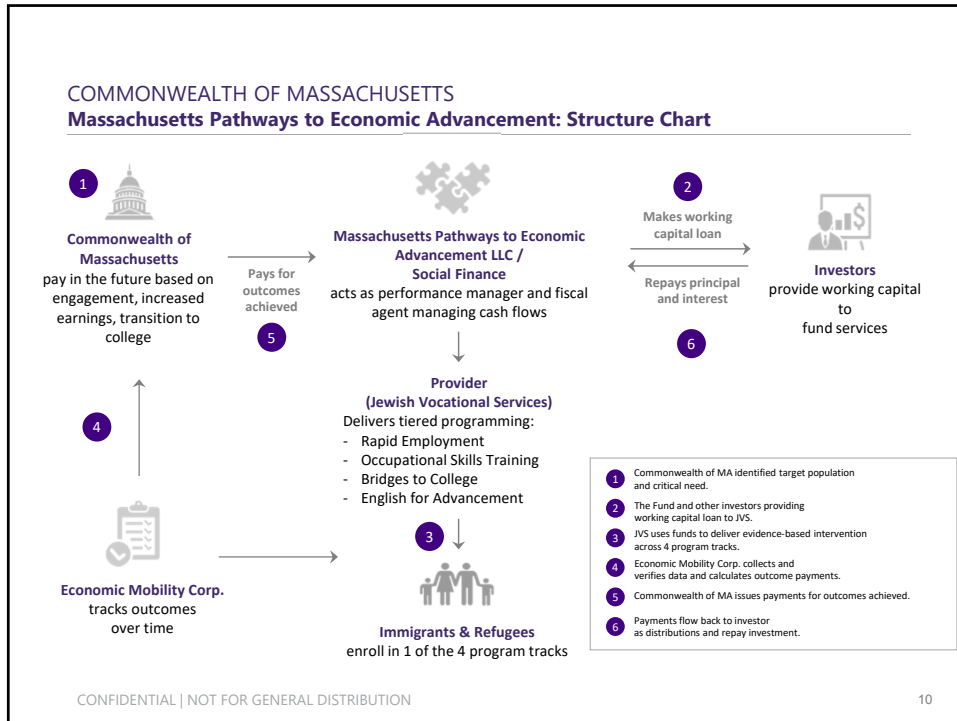 COMMONWEALTH OF MASSACHUSETTS
Massachusetts Pathways to Economic Advancement: Structure Chart
1
Commonwealth of
Massachusetts
pay in the future based on
engagement, increased
earnings, transition to
college
Pays for
outcomes
achieved
5
Massachusetts Pathways to Economic
Advancement LLC /
Social Finance
acts as performance manager and fiscal
agent managing cash flows
2
Makes working
capital loan
Repays principal
and interest
6
Investors
provide working capital
to
fund services
Provider
(Jewish Vocational Services)
Delivers tiered programming:
- Rapid Employment
- Occupational Skills Training
- Bridges to College
- English for Advancement
4
3
Economic Mobility Corp.
tracks outcomes
over time
Immigrants & Refugees
enroll in 1 of the 4 program tracks
1 Commonwealth of MA identified target population
and critical need.
2 The Fund and other investors providing
working capital loan to JVS.
3 JVS uses funds to deliver evidence-based intervention
across 4 program tracks.
4 Economic Mobility Corp. collects and
verifies data and calculates outcome payments.
5 Commonwealth of MA issues payments for outcomes achieved.
6 Payments flow back to investor
as distributions and repay investment.
CONFIDENTIAL | NOT FOR GENERAL DISTRIBUTION
10